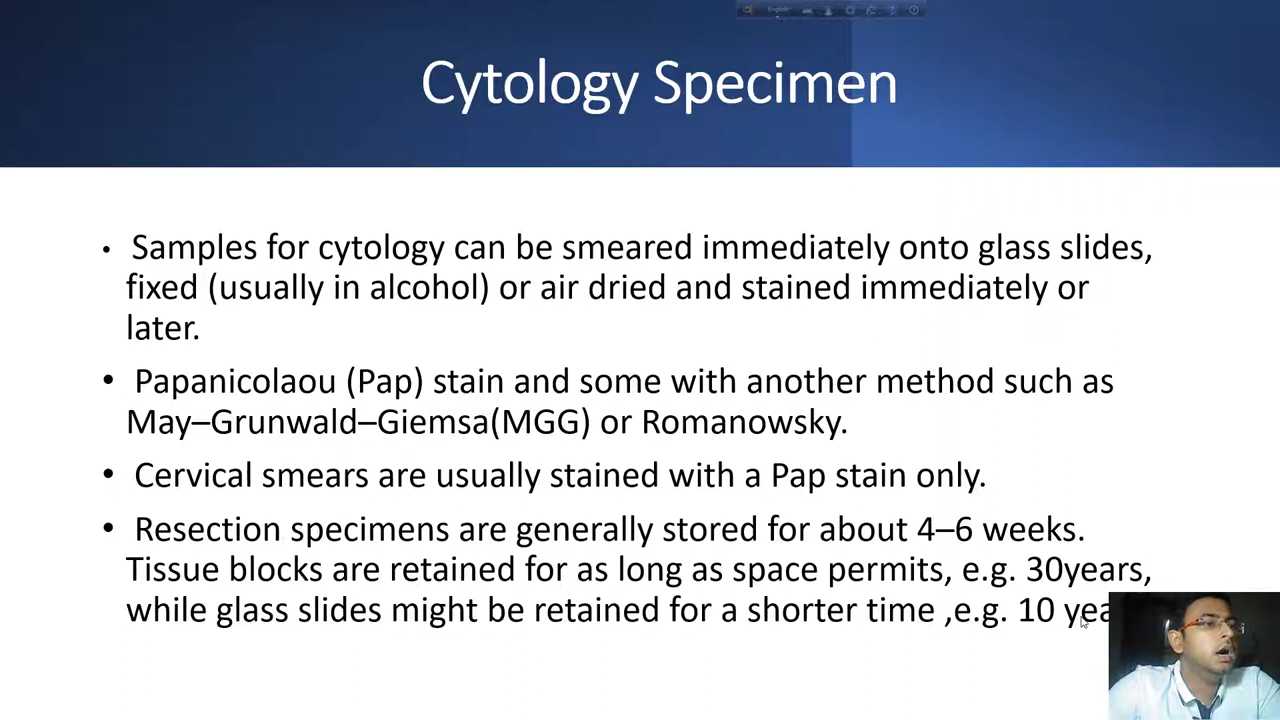 English
Cytology Specimen
• Samples for cytology can be smeared immediately onto glass slides,
fixed (usually in alcohol) or air dried and stained immediately or
later.
• Papanicolaou (Pap) stain and some with another method such as
May–Grunwald–Giemsa(MGG) or Romanowsky.
• Cervical smears are usually stained with a Pap stain only.
• Resection specimens are generally stored for about 4–6 weeks.
Tissue blocks are retained for as long as space permits, e.g. 30years,
while glass slides might be retained for a shorter time ,e.g. 10